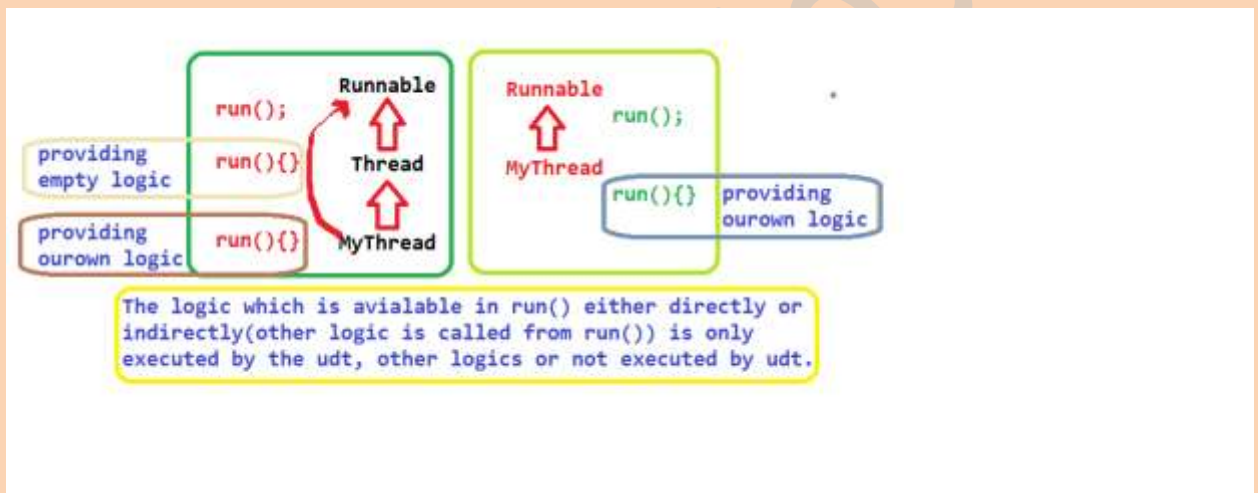 Runnable
run();
Thread
run(){}
providing
empty logic
MyThread
run(){}
providing
ourown logic
Runnable
run();
MyThread
run(){}
providing
ourown logic
The logic which is avialable in run() either directly or
indirectly(other logic is called from run()) is only
executed by the udt, other logics or not executed by udt.